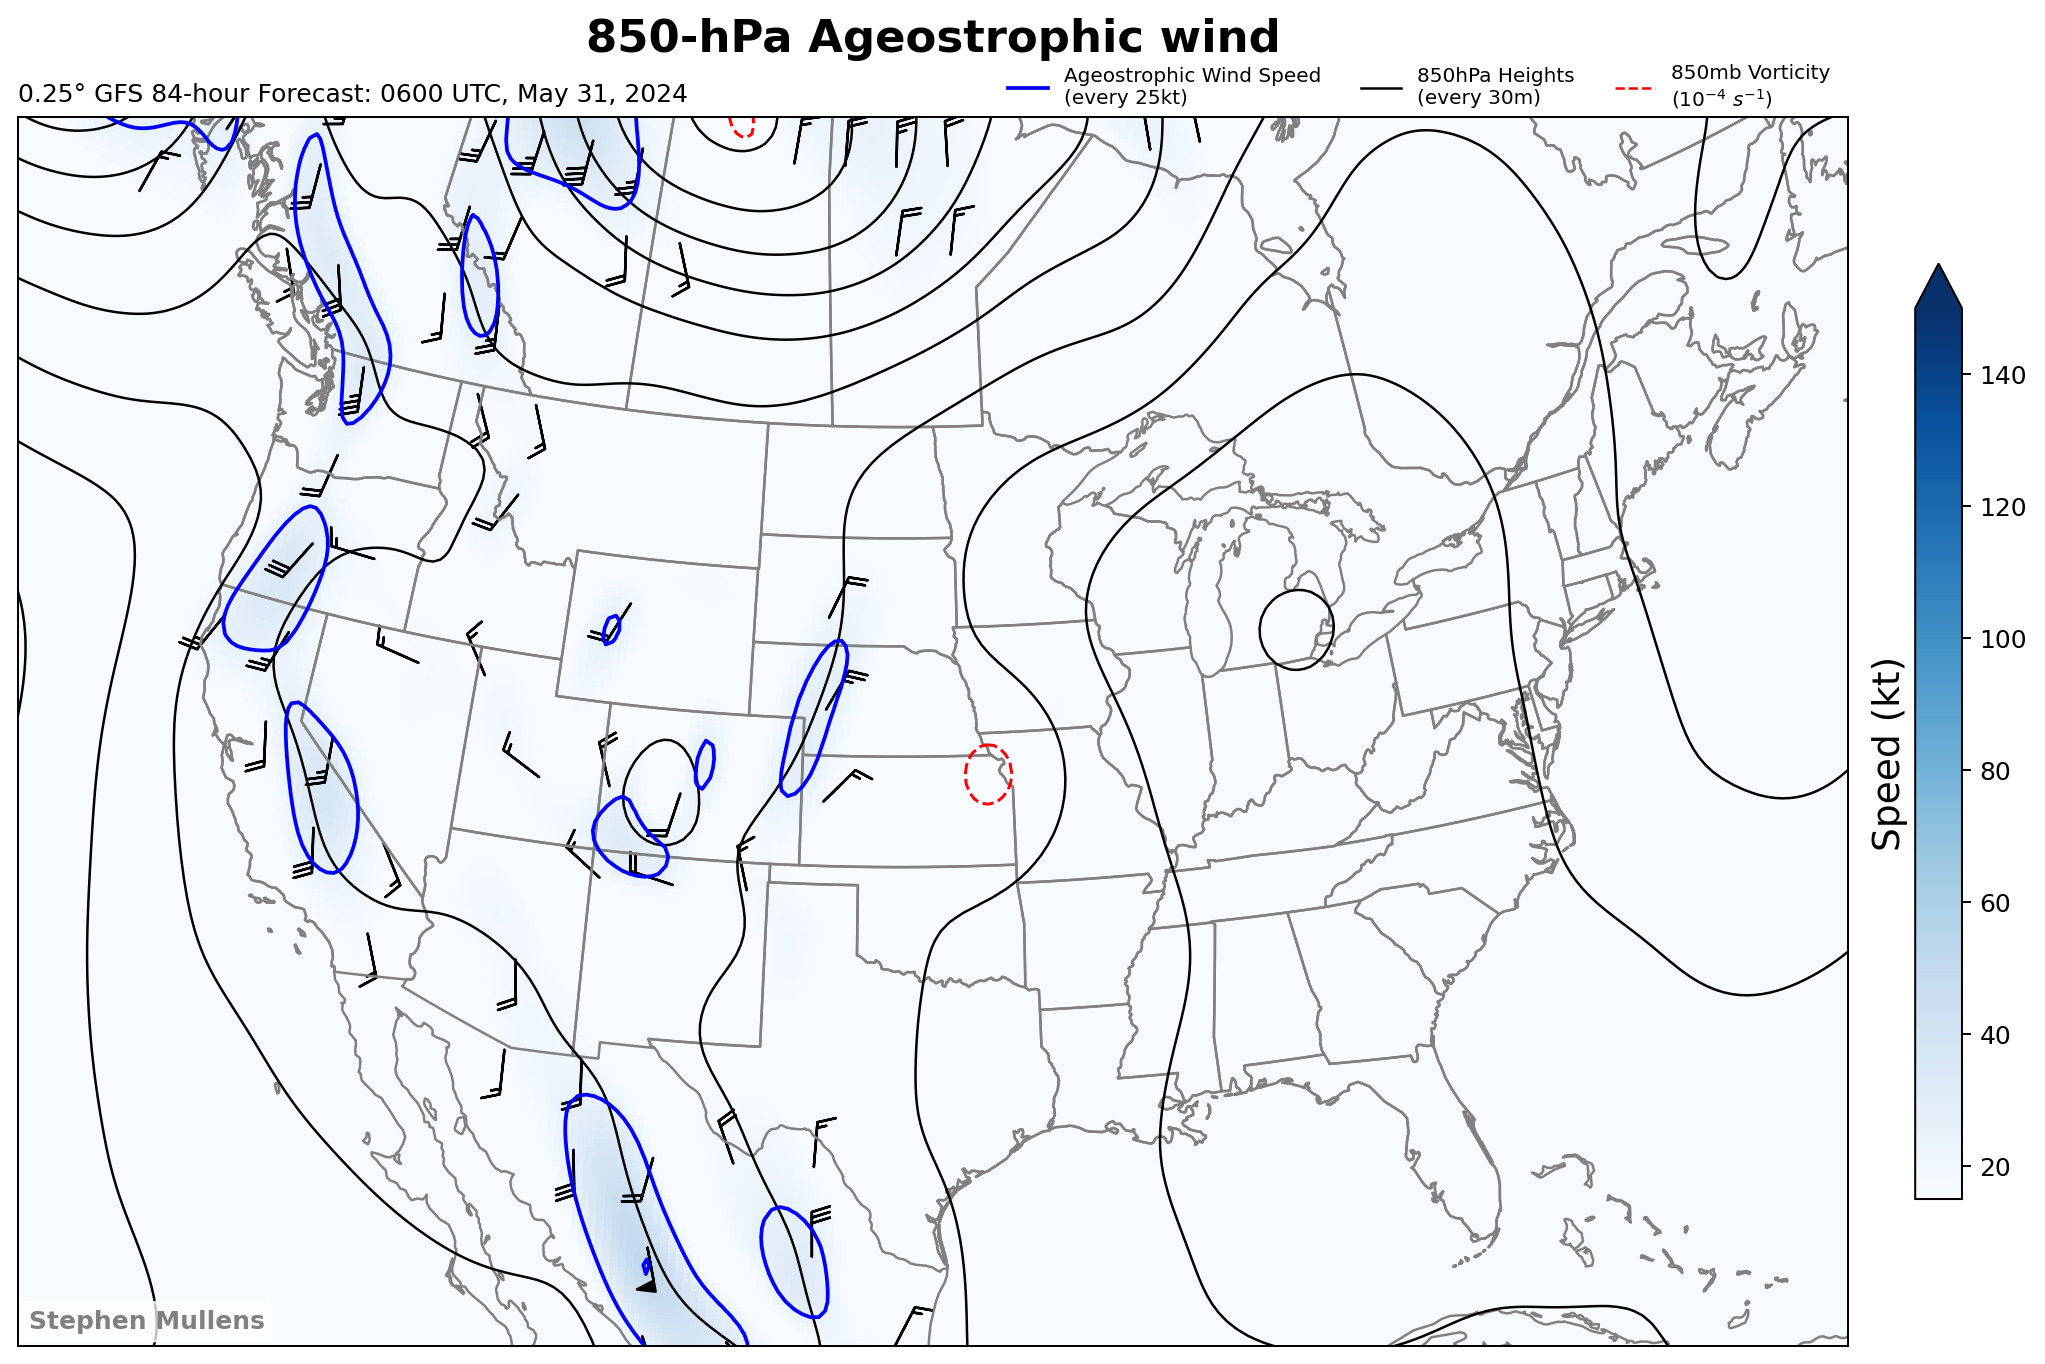 850-hPa Ageostrophic wind
0.25° GFS 84-hour Forecast: 0600 UTC, May 31, 2024
Ageostrophic Wind Speed
(every 25kt)
850hPa Heights
(every 30m)
850mb Vorticity
(10⁻⁴ s⁻¹)
140
120
100
80
60
40
20
Speed (kt)
Stephen Mullens